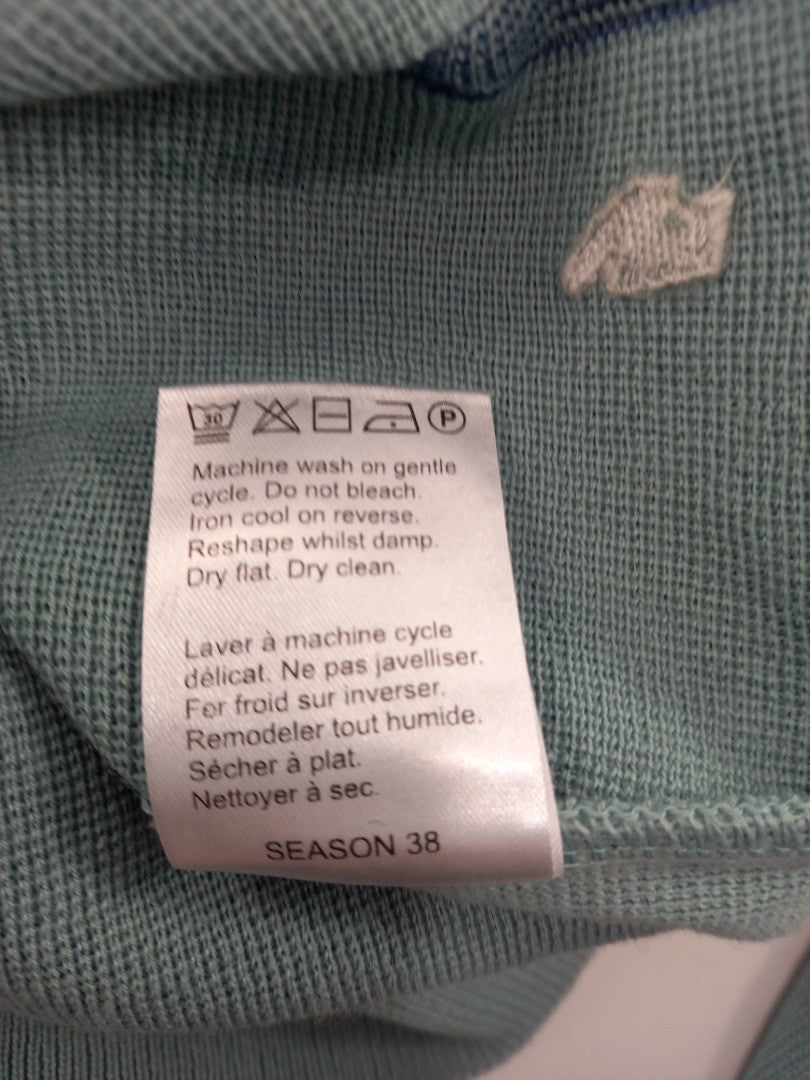 30 P
Machine wash on gentle
cycle. Do not bleach.
Iron cool on reverse.
Reshape whilst damp.
Dry flat. Dry clean.
Laver à machine cycle
délicat. Ne pas javelliser.
For froid sur inverser.
Remodeler tout humide.
Sécher à plat.
Nettoyer à sec.
SEASON 38